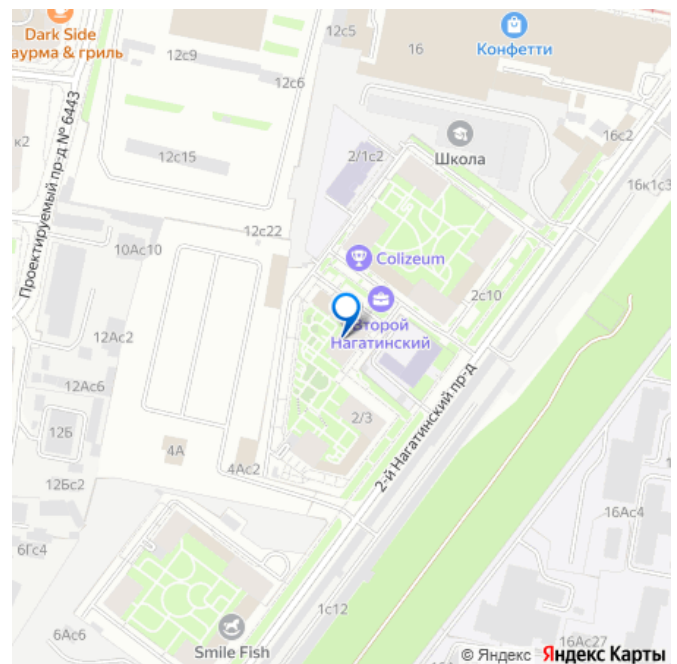 Dark Side
аурма & гриль
12с5
Конфетти
16
12с9
12с6
Проектируемый пр-д № 6443
к2
12с15
2/1с2
Школа
16с2
16к1с3
12с22
10Ас10
Colizeum
2с10
Второй
Нагатинский
12Ас2
12Ас6
2/3
12Б
4А
4Ас2
2-й Нагатинский пр-д
12Бс2
16Ас4
6Гс4
1с12
6Ас6
Smile Fish
16Ас27
© Яндекс Яндекс Карты